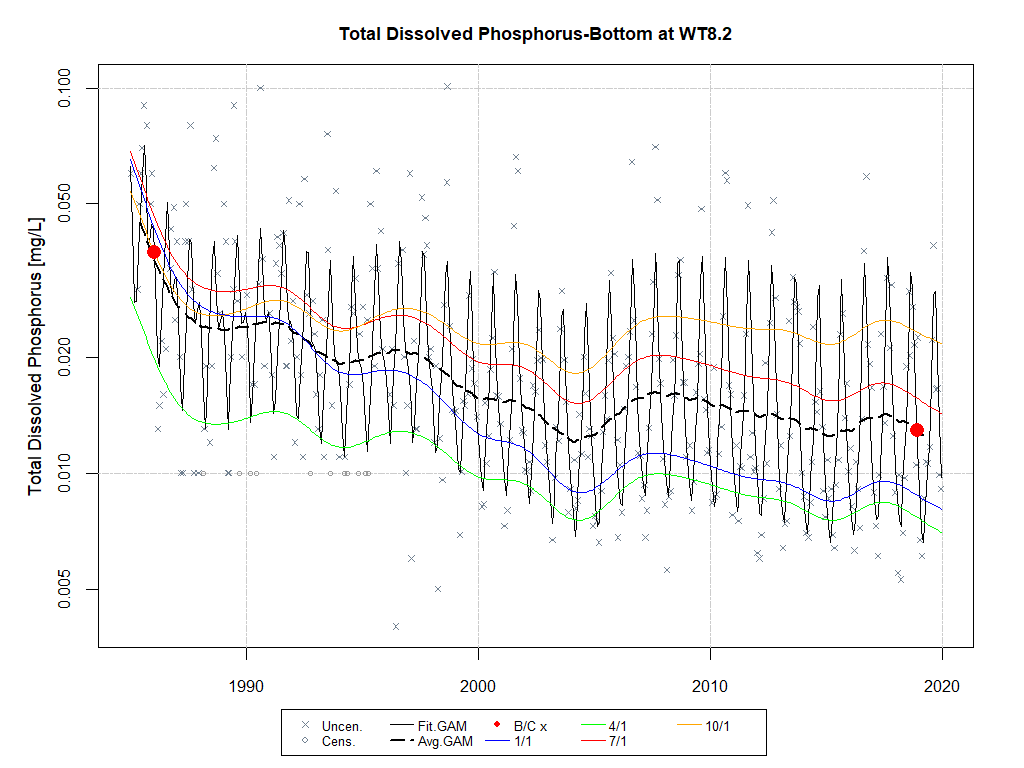 Total Dissolved Phosphorus-Bottom at WT8.2
Total Dissolved Phosphorus [mg/L]
0.100
0.050
0.020
0.010
0.005
1990 2000 2010 2020
Uncen. Fit.GAM B/C x 4/1 10/1
Cens. Avg.GAM 1/1 7/1